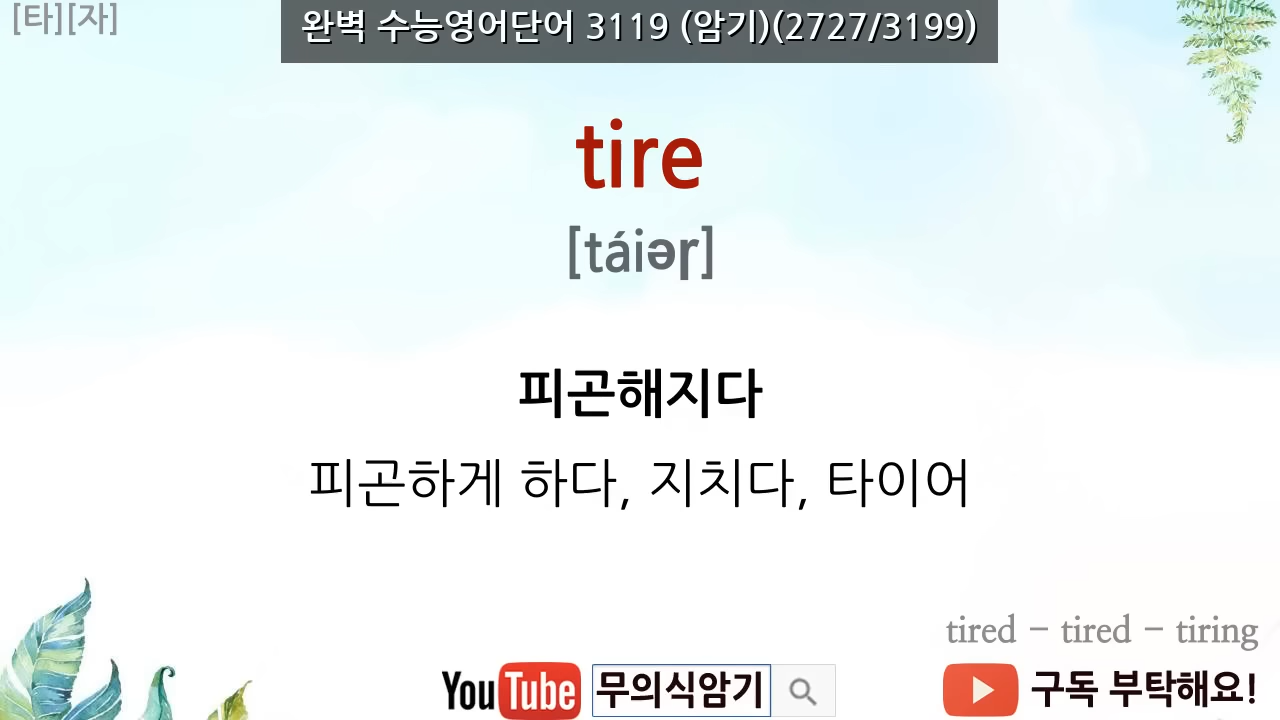 [타][자]
완벽 수능영어단어 3119 (암기)(2727/3199)
tire
[táiəɼ]
피곤해지다
피곤하게 하다, 지치다, 타이어
tired - tired - tiring
YouTube 무의식암기
구독 부탁해요!